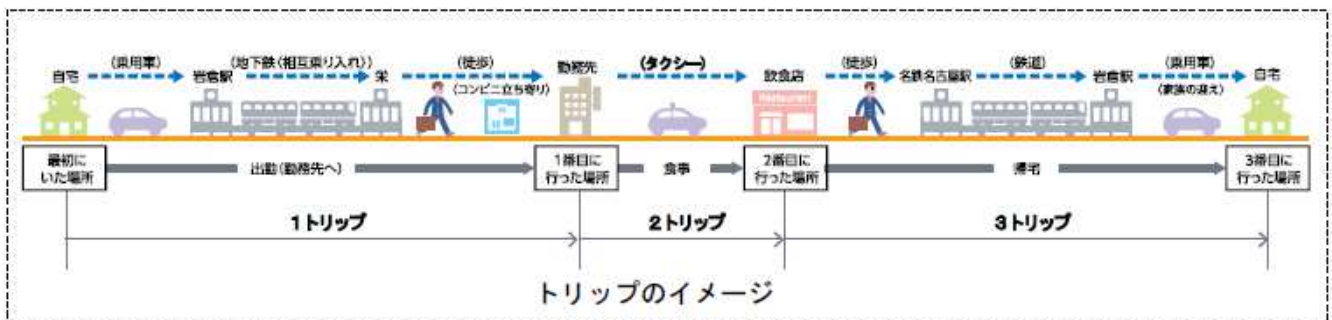 自宅 (乗用車) 岩倉駅 (地下鉄(相互乗り入れ)) 栄 (徒歩) 勤務先 (タクシー) 飲食店 (徒歩) 名鉄名古屋駅 (鉄道) 岩倉駅 (乗用車) 自宅
(コンビニ立ち寄り) (家族の迎え)
Restaurant
最初に
いた場所
出勤(勤務先へ)
1番目に
行った場所
食事
2番目に
行った場所
帰宅
3番目に
行った場所
1トリップ 2トリップ 3トリップ
トリップのイメージ